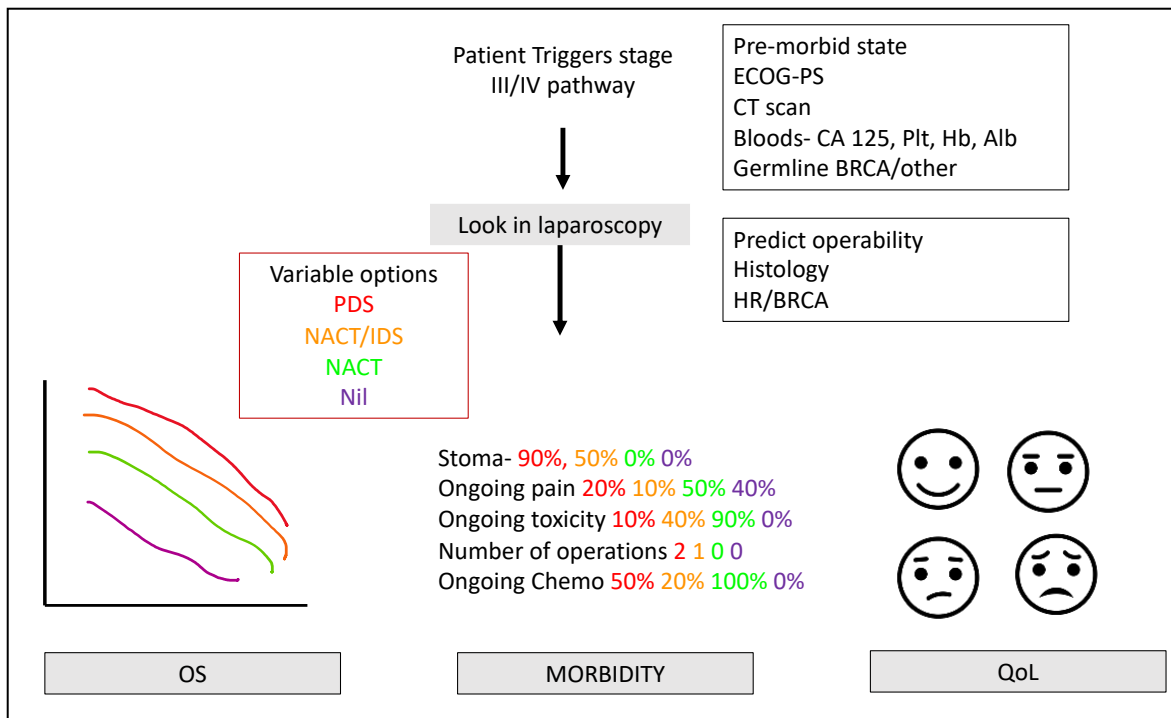 Patient Triggers stage
III/IV pathway
Pre-morbid state
ECOG-PS
CT scan
Bloods- CA 125, Plt, Hb, Alb
Germline BRCA/other
Look in laparoscopy
Predict operability
Histology
HR/BRCA
Variable options
PDS
NACT/IDS
NACT
Nil
Stoma- 90%, 50% 0% 0%
Ongoing pain 20% 10% 50% 40%
Ongoing toxicity 10% 40% 90% 0%
Number of operations 2 1 0 0
Ongoing Chemo 50% 20% 100% 0%
OS
MORBIDITY
QoL